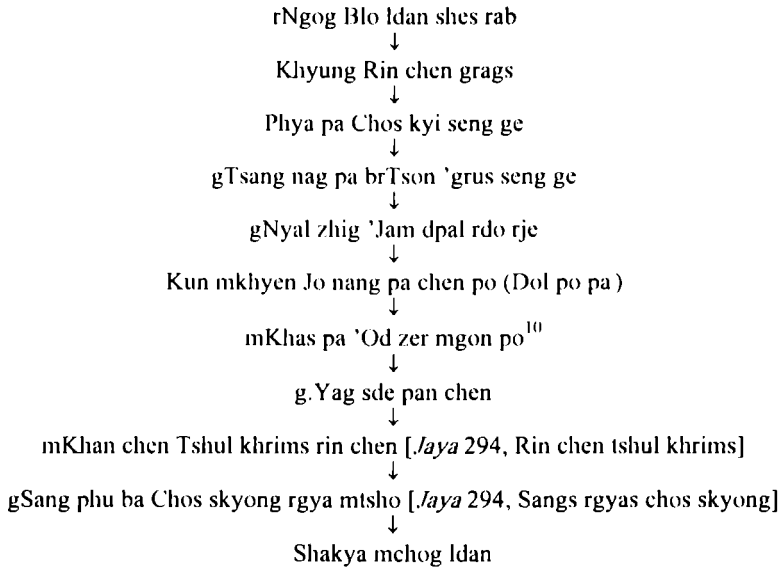 rNgog Blo ldan shes rab
↓
Khyung Rin chen grags
↓
Phya pa Chos kyi seng ge
↓
gTsang nag pa brTson 'grus seng ge
↓
gNyal zhig 'Jam dpal rdo rje
↓
Kun mkhyen Jo nang pa chen po (Dol po pa)
↓
mKhas pa 'Od zer mgon po¹⁰
↓
g.Yag sde pan chen
↓
mKhan chen Tshul khrims rin chen [Jaya 294, Rin chen tshul khrims]
↓
gSang phu ba Chos skyong rgya mtsho [Jaya 294, Sangs rgyas chos skyong]
↓
Shakya mchog ldan